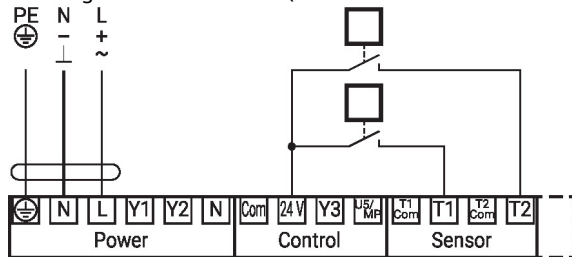 PE N L
− +
⊥ ~
N L Y1 Y2 N Com 24 V Y3 U5/MP T1 Com T1 T2 Com T2
Power Control Sensor